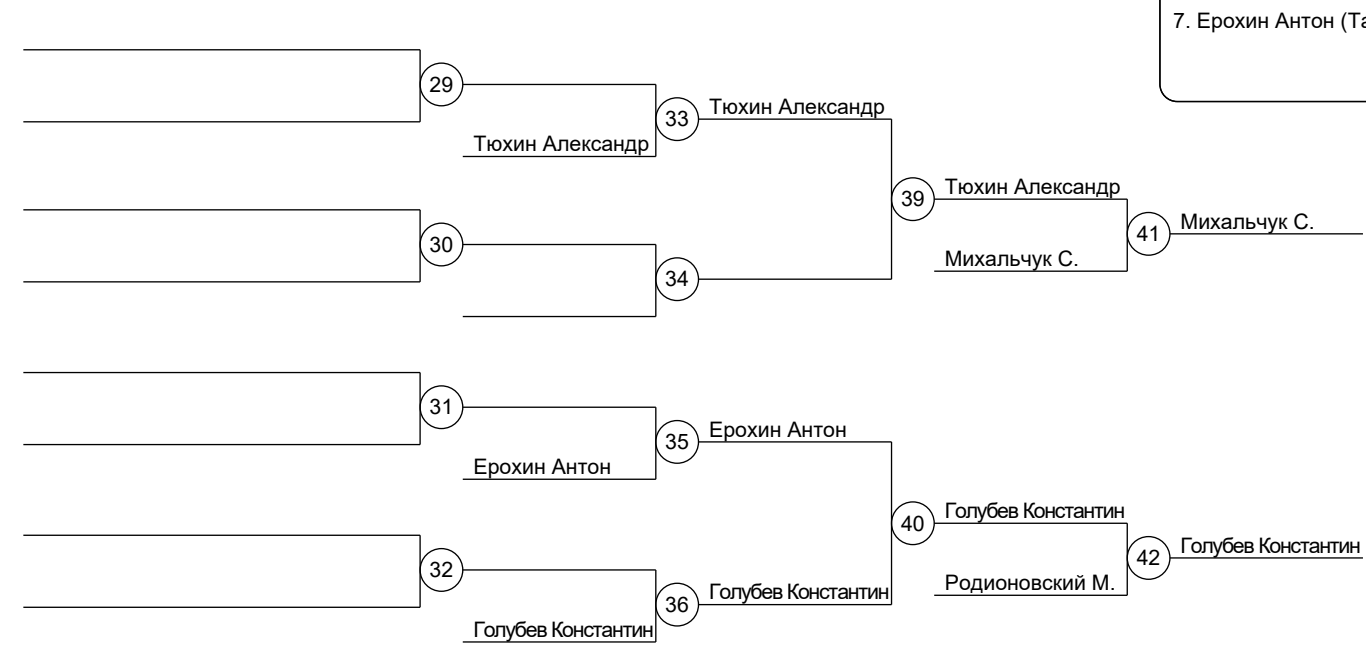 7. Ерохин Антон (Та
29
33
Тюхин Александр
Тюхин Александр
39
Тюхин Александр
30
34
41
Михальчук С.
Михальчук С.
31
35
Ерохин Антон
Ерохин Антон
40
Голубев Константин
32
36
Голубев Константин
Голубев Константин
42
Голубев Константин
Родионовский М.